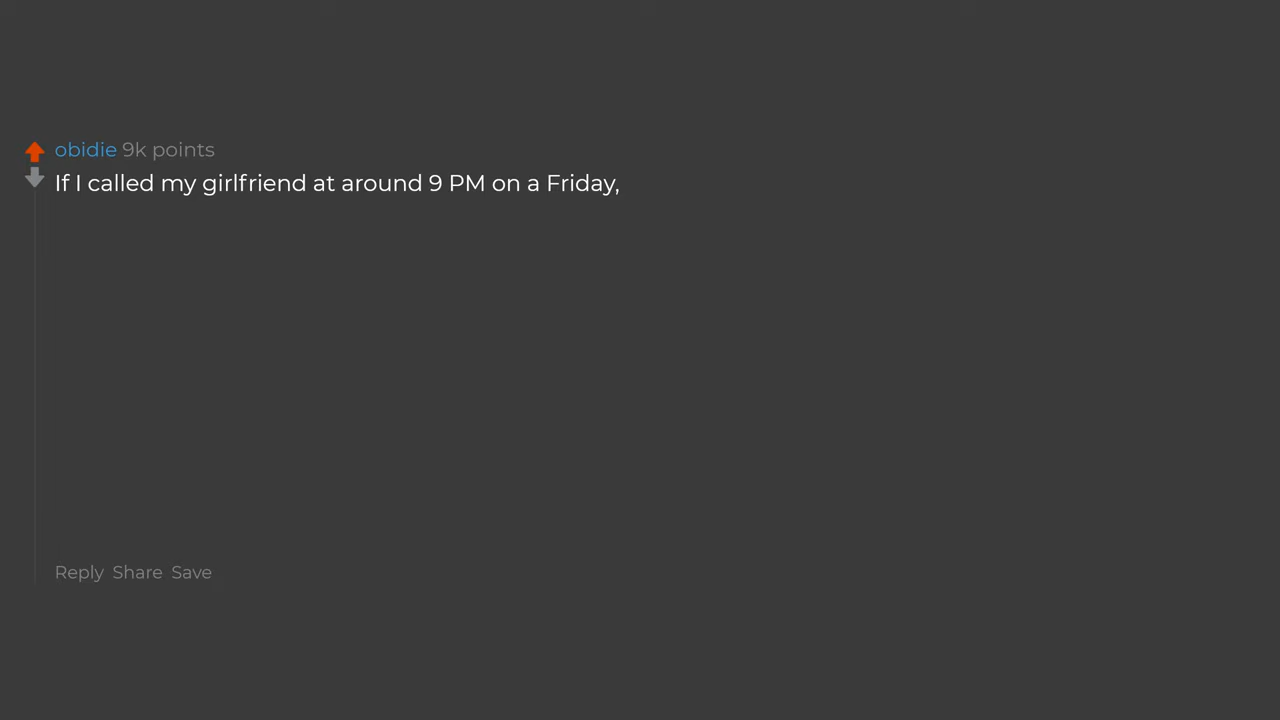 obidie 9k points
If I called my girlfriend at around 9 PM on a Friday,
Reply Share Save